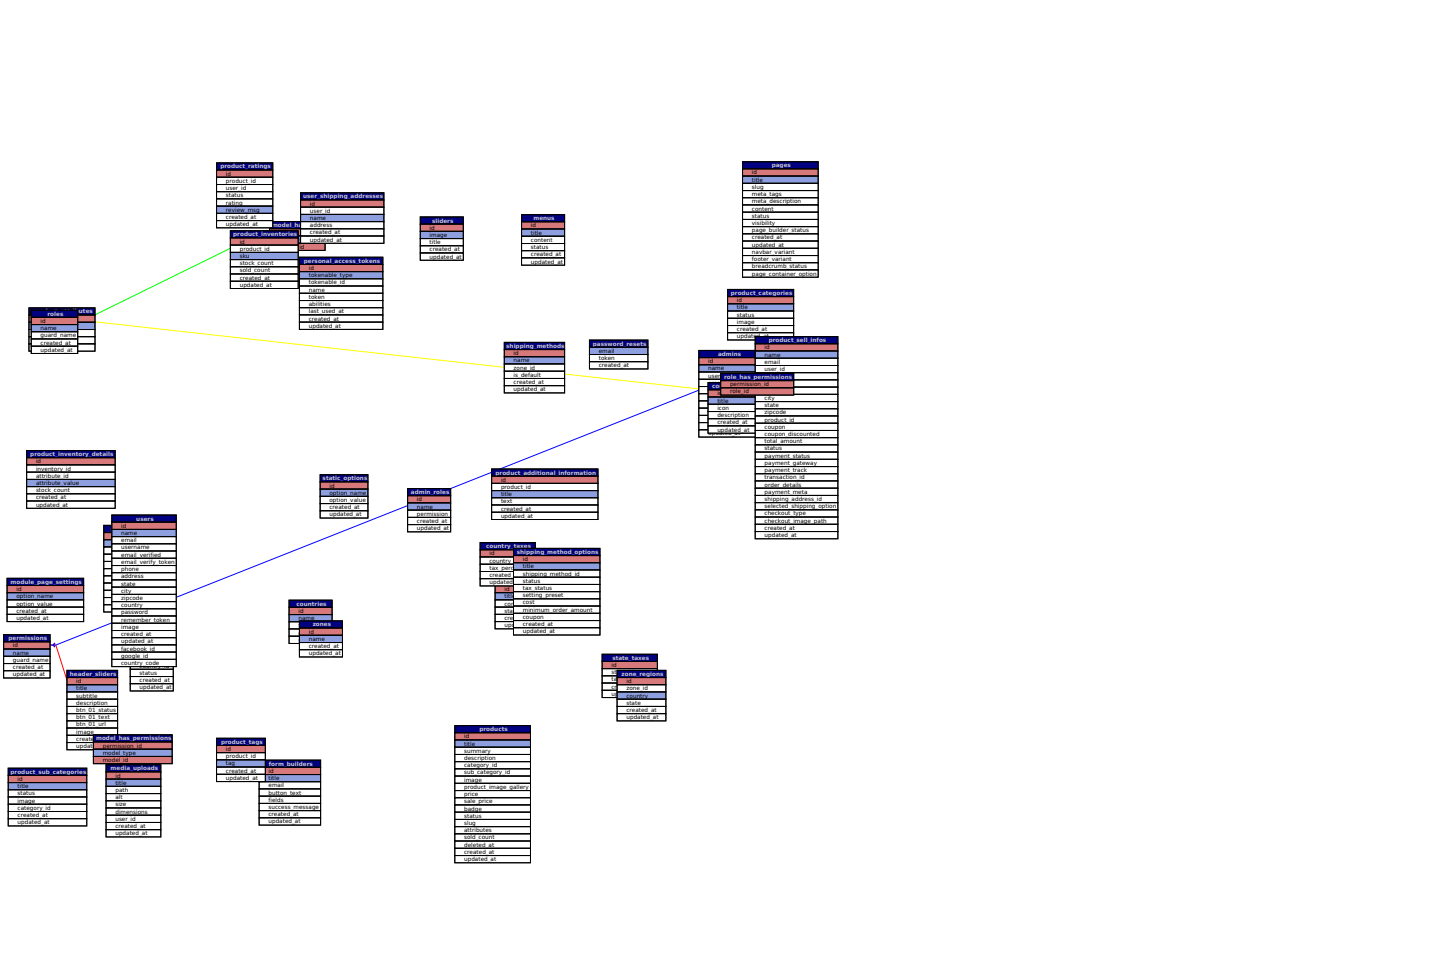 product_ratings
id
product_id
user_id
status
rating
review_msg
created_at
updated_at
user_shipping_addresses
id
user_id
name
address
created_at
updated_at
product_inventories
id
product_id
sku
stock_count
sold_count
created_at
updated_at
id
personal_access_tokens
id
tokenable_type
tokenable_id
name
token
abilities
last_used_at
created_at
updated_at
sliders
id
image
title
created_at
updated_at
menus
id
title
content
status
created_at
updated_at
pages
id
title
slug
meta_tags
meta_description
content
status
visibility
page_builder_status
created_at
updated_at
navbar_variant
footer_variant
breadcrumb_status
page_container_option
product_categories
id
title
status
image
created_at
roles
id
name
guard_name
created_at
updated_at
shipping_methods
id
name
zone_id
is_default
created_at
updated_at
password_resets
email
token
created_at
admins
id
name
product_sell_infos
id
name
email
user_id
city
state
zipcode
product_id
coupon
coupon_discounted
total_amount
status
payment_status
payment_gateway
payment_track
transaction_id
order_details
payment_meta
shipping_address_id
selected_shipping_option
checkout_type
checkout_image_path
created_at
updated_at
role_has_permissions
permission_id
role_id
title
icon
description
created_at
updated_at
product_inventory_details
id
inventory_id
attribute_id
attribute_value
stock_count
created_at
updated_at
static_options
id
option_name
option_value
created_at
updated_at
admin_roles
id
name
permission
created_at
updated_at
product_additional_information
id
product_id
title
text
created_at
updated_at
users
id
name
email
username
email_verified
email_verify_token
phone
address
state
city
zipcode
country
password
remember_token
image
created_at
updated_at
facebook_id
google_id
country_code
status
created_at
updated_at
country_taxes
id
shipping_method_options
id
title
shipping_method_id
status
tax_status
setting_preset
cost
minimum_order_amount
coupon
created_at
updated_at
module_page_settings
id
option_name
option_value
created_at
updated_at
countries
id
name
zones
id
name
created_at
updated_at
permissions
id
name
guard_name
created_at
updated_at
header_sliders
id
title
subtitle
description
btn_01_status
btn_01_text
btn_01_url
image
model_has_permissions
permission_id
model_type
model_id
state_taxes
id
zone_regions
id
zone_id
country
state
created_at
updated_at
product_sub_categories
id
title
status
image
category_id
created_at
updated_at
media_uploads
id
title
path
alt
size
dimensions
user_id
created_at
updated_at
product_tags
id
product_id
tag
created_at
updated_at
form_builders
id
title
email
button_text
fields
success_message
created_at
updated_at
products
id
title
summary
description
category_id
sub_category_id
image
product_image_gallery
price
sale_price
badge
status
slug
attributes
sold_count
deleted_at
created_at
updated_at